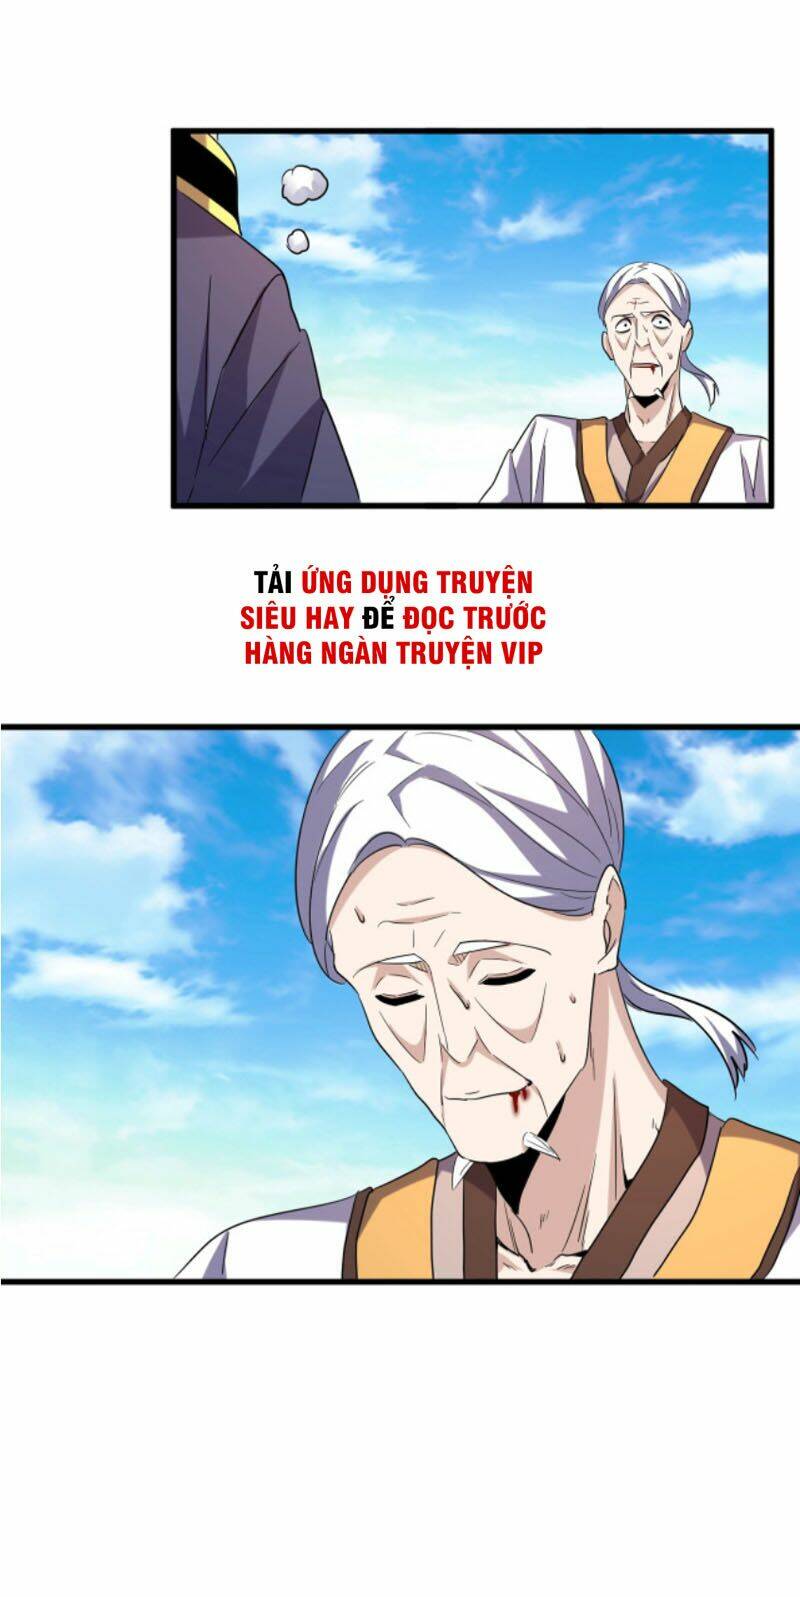 TẢI ỨNG DỤNG TRUYỆN
SIÊU HAY ĐỂ ĐỌC TRƯỚC
HÀNG NGÀN TRUYỆN VIP